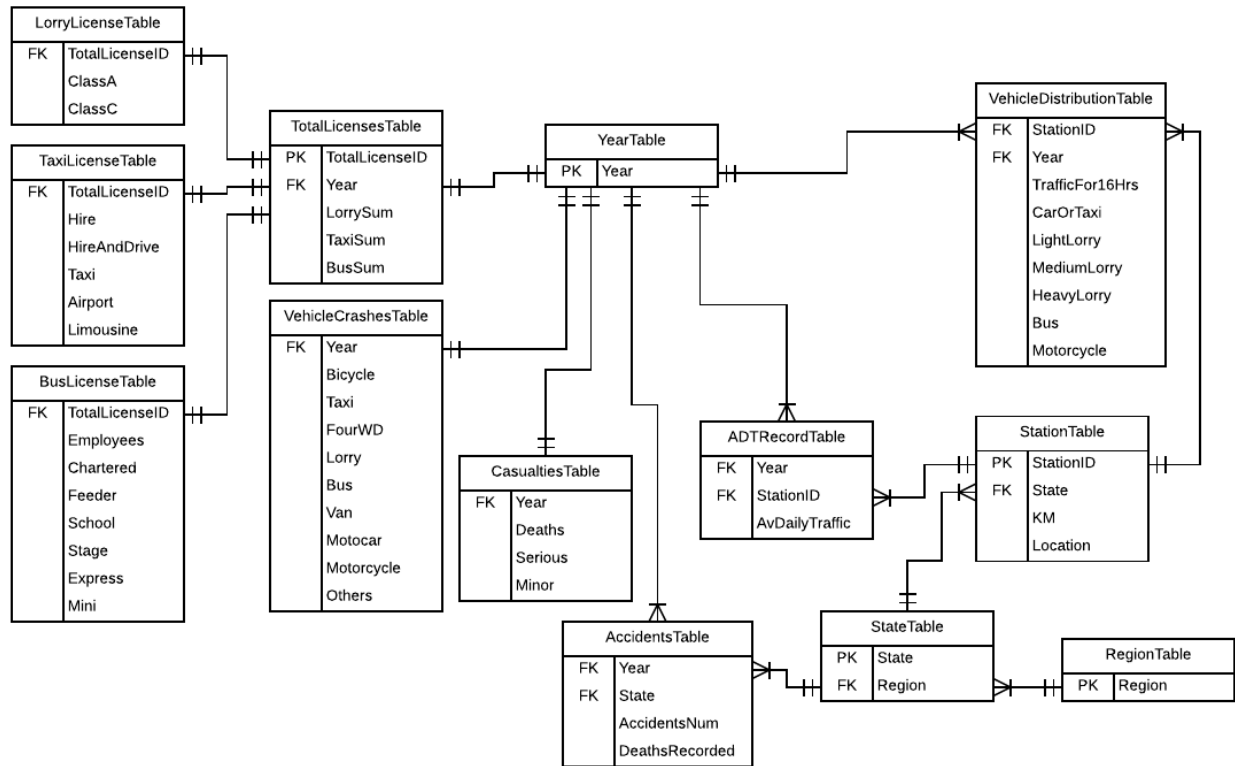 LorryLicenseTable
FK TotalLicenseID
ClassA
ClassC
TaxiLicenseTable
FK TotalLicenseID
Hire
HireAndDrive
Taxi
Airport
Limousine
BusLicenseTable
FK TotalLicenseID
Employees
Chartered
Feeder
School
Stage
Express
Mini
TotalLicensesTable
PK TotalLicenseID
FK Year
LorrySum
TaxiSum
BusSum
VehicleCrashesTable
FK Year
Bicycle
Taxi
FourWD
Lorry
Bus
Van
Motocar
Motorcycle
Others
YearTable
PK Year
CasualtiesTable
FK Year
Deaths
Serious
Minor
AccidentsTable
FK Year
FK State
AccidentsNum
DeathsRecorded
ADTRecordTable
FK Year
FK StationID
AvDailyTraffic
VehicleDistributionTable
FK StationID
FK Year
TrafficFor16Hrs
CarOrTaxi
LightLorry
MediumLorry
HeavyLorry
Bus
Motorcycle
StationTable
PK StationID
FK State
KM
Location
StateTable
PK State
FK Region
RegionTable
PK Region